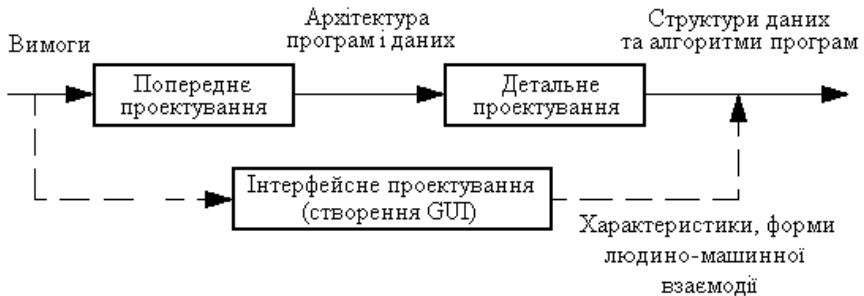 Вимоги
Архітектура
програм і даних
Структури даних
та алгоритми програм
Попереднє
проектування
Детальне
проектування
Інтерфейсне проектування
(створення GUI)
Характеристики, форми
людино-машинної
взаємодії